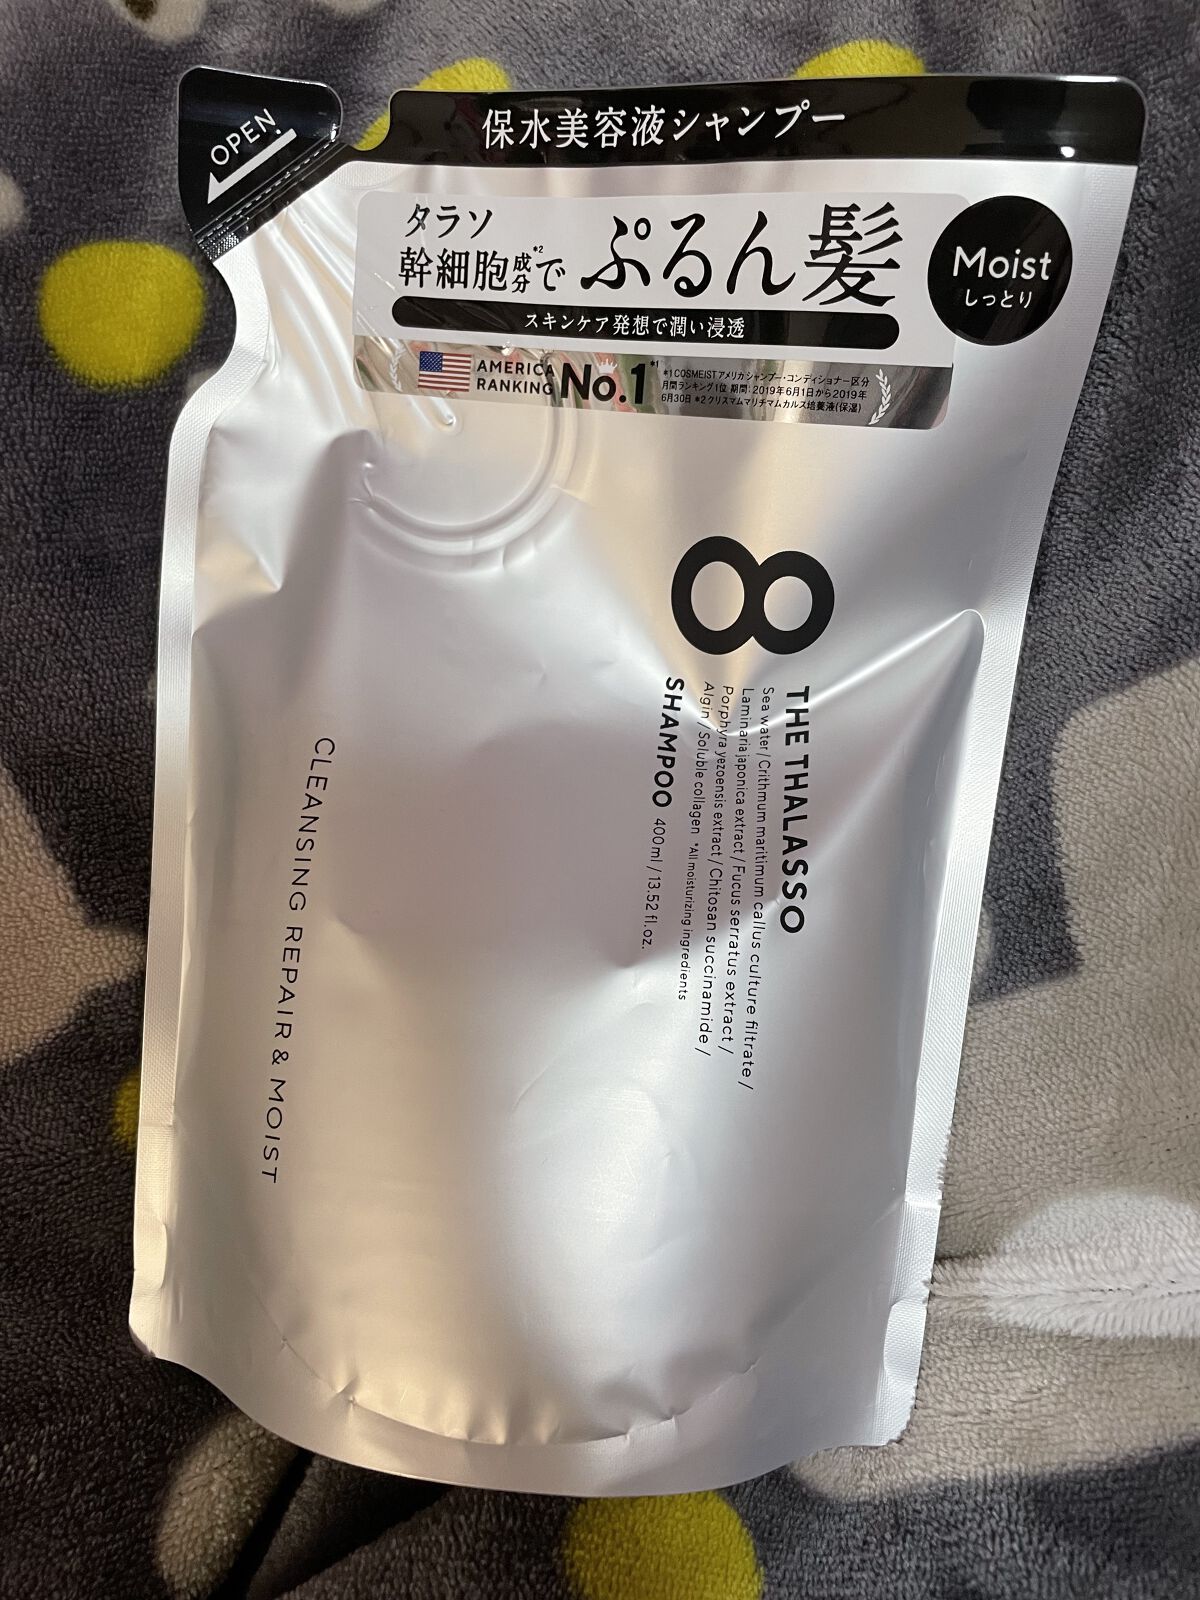 OPEN.
保水美容液シャンプー
タラソ
幹細胞成分*2で
ぷるん髪
Moist
しっとり
スキンケア発想で潤い浸透
AMERICA
RANKING
No.1*1
*1 COSMEISTアメリカシャンプー・コンディショナー区分
月間ランキング1位 期間：2019年6月1日から2019年
6月30日 *2 クリスマムマリチマムカルス培養液(保湿)
8
THE THALASSO
Sea water / Crithmum maritimum callus culture filtrate /
Laminaria japonica extract / Fucus serratus extract /
Porphyra yezoensis extract / Chitosan succinamide /
Algin / Soluble collagen *All moisturizing ingredients
SHAMPOO 400ml / 13.52 fl.oz.
CLEANSING REPAIR & MOIST